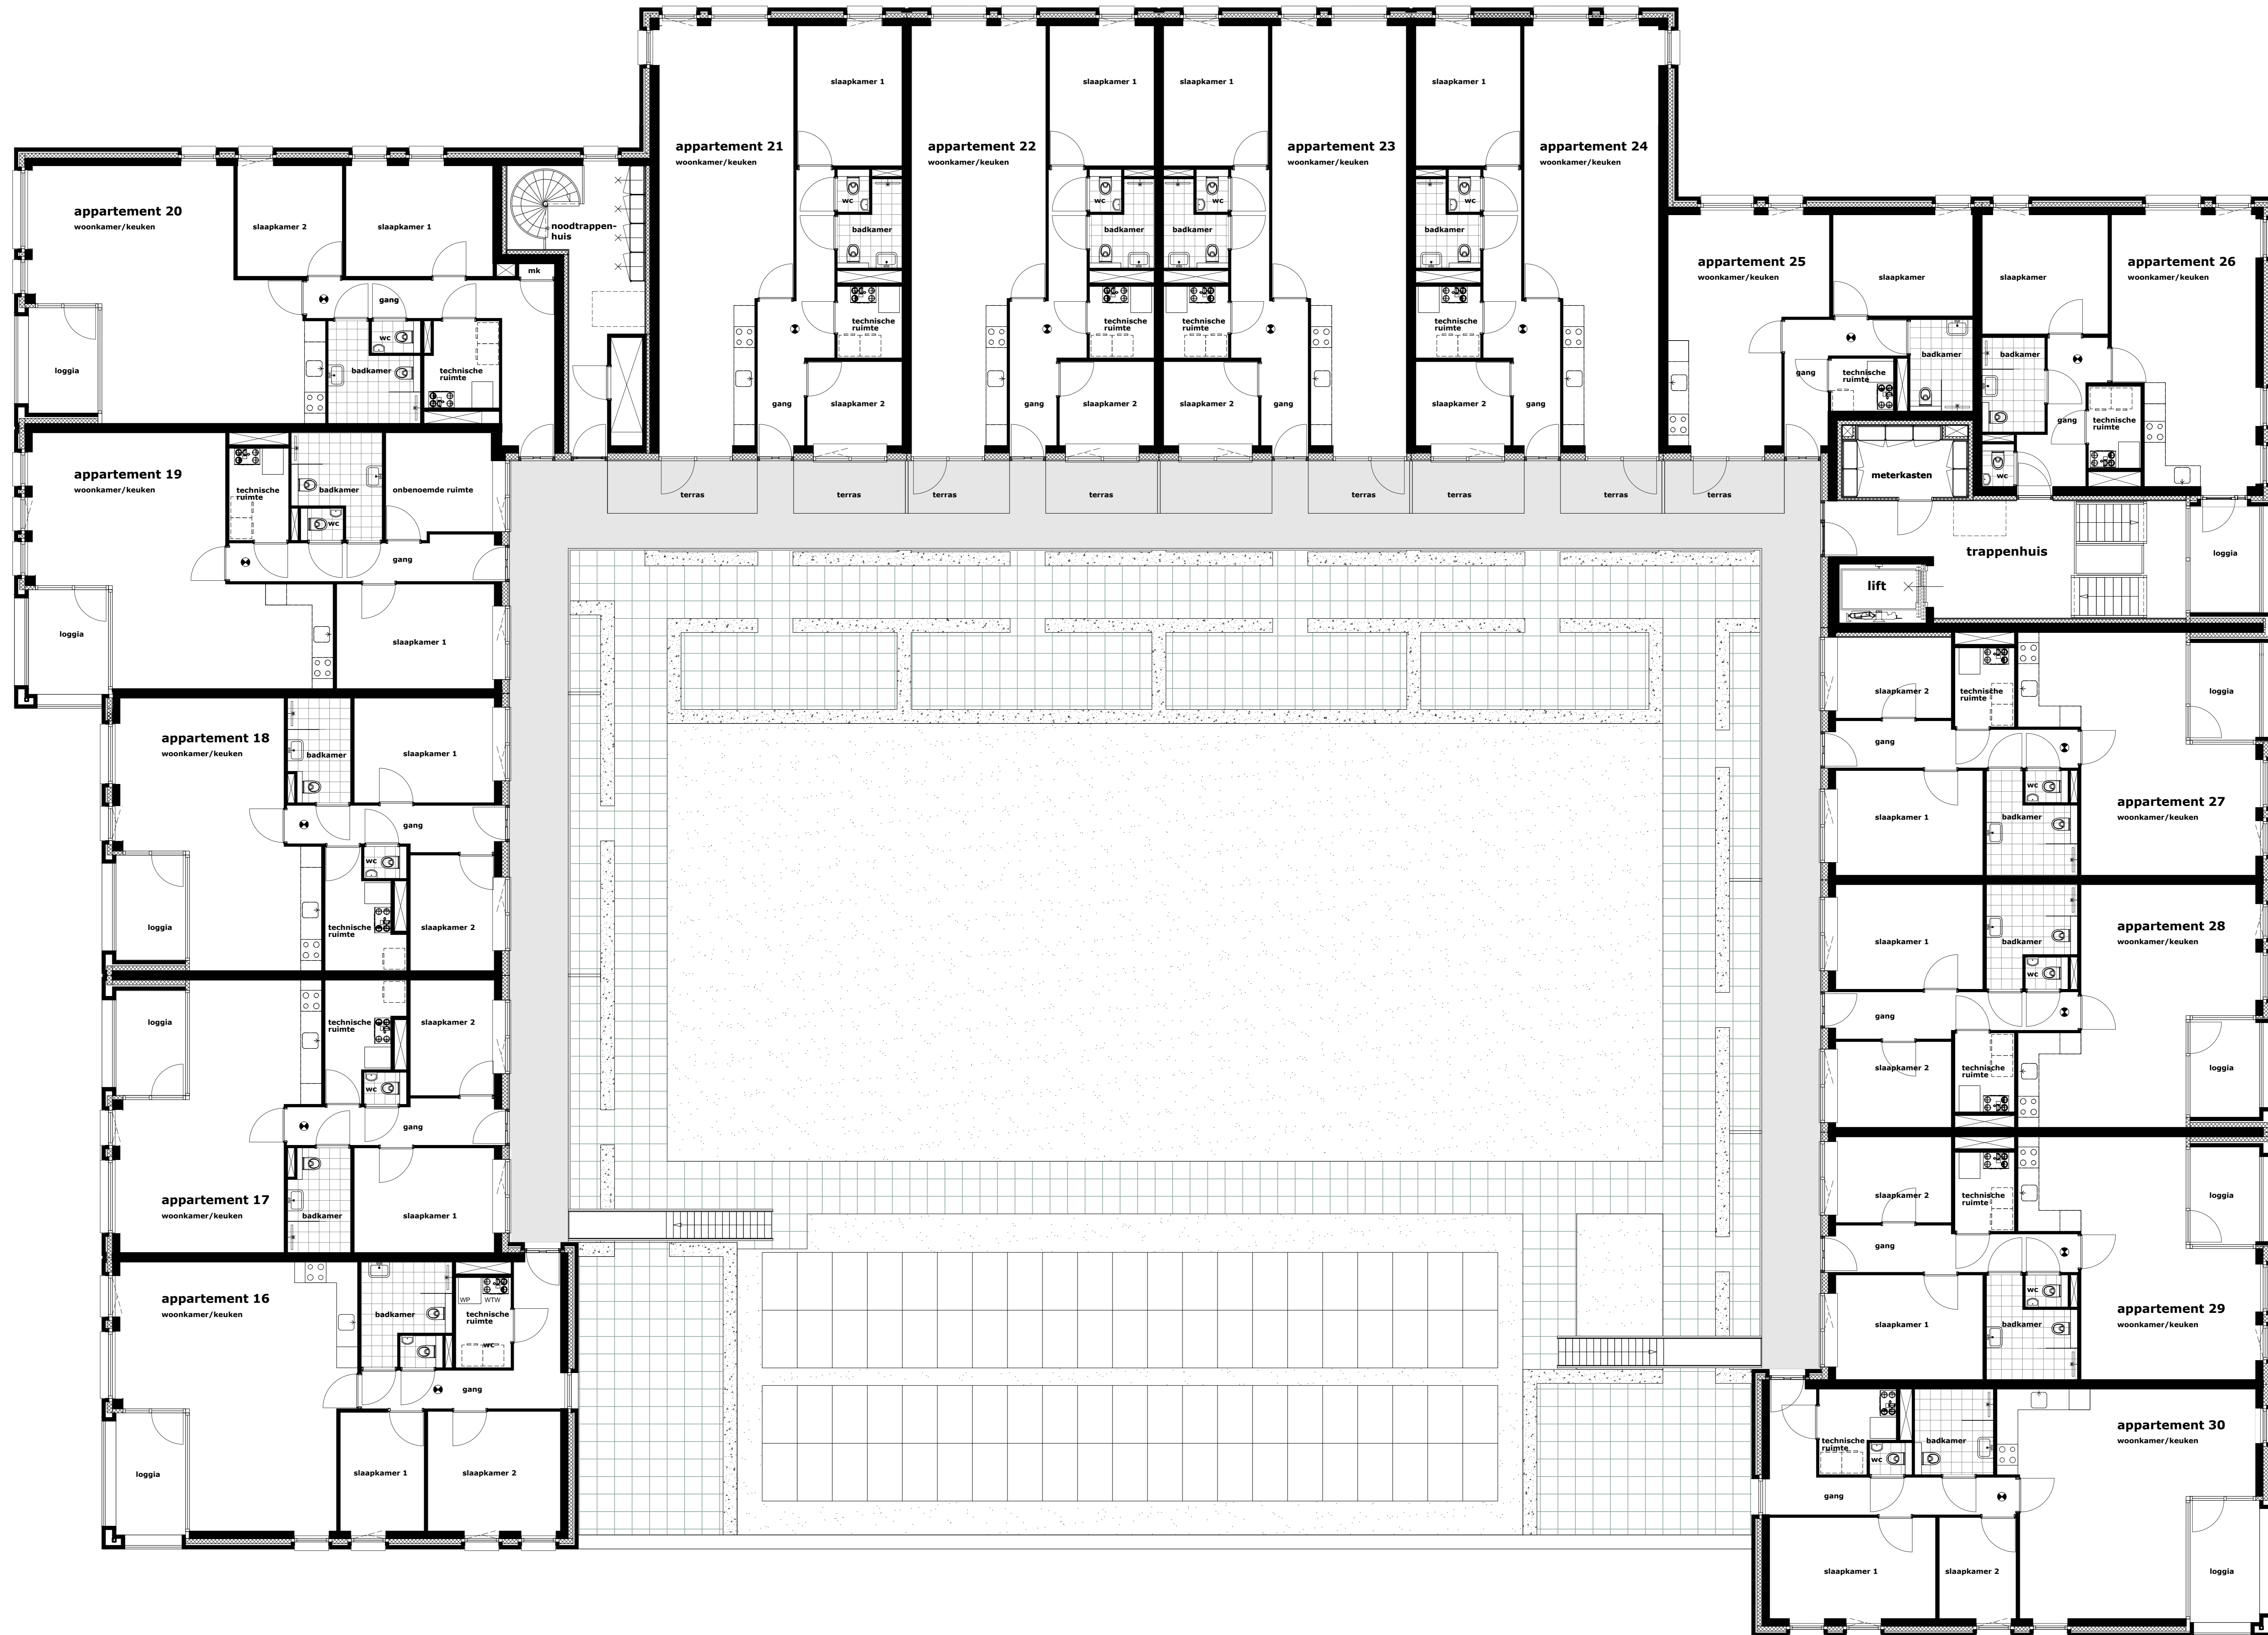 appartement 21
woonkamer/keuken
slaapkamer 1
wc
badkamer
technische
ruimte
gang
slaapkamer 2
terras
terras
appartement 22
woonkamer/keuken
slaapkamer 1
wc
badkamer
technische
ruimte
gang
slaapkamer 2
terras
terras
slaapkamer 1
appartement 23
woonkamer/keuken
wc
badkamer
technische
ruimte
slaapkamer 2
gang
terras
slaapkamer 1
appartement 24
woonkamer/keuken
wc
badkamer
technische
ruimte
slaapkamer 2
gang
terras
terras
terras
appartement 20
woonkamer/keuken
slaapkamer 2
slaapkamer 1
noodtrappen-
huis
mk
gang
wc
badkamer
technische
ruimte
loggia
appartement 19
woonkamer/keuken
technische
ruimte
badkamer
onbenoemde ruimte
wc
gang
loggia
slaapkamer 1
appartement 18
woonkamer/keuken
badkamer
slaapkamer 1
gang
wc
loggia
technische
ruimte
slaapkamer 2
loggia
technische
ruimte
slaapkamer 2
wc
gang
appartement 17
woonkamer/keuken
badkamer
slaapkamer 1
appartement 16
woonkamer/keuken
badkamer
WP
WTW
technische
ruimte
wc
gang
loggia
slaapkamer 1
slaapkamer 2
appartement 25
woonkamer/keuken
slaapkamer
gang
technische
ruimte
badkamer
slaapkamer
appartement 26
woonkamer/keuken
badkamer
gang
technische
ruimte
wc
meterkasten
trappenhuis
loggia
lift
slaapkamer 2
technische
ruimte
loggia
gang
wc
appartement 27
woonkamer/keuken
slaapkamer 1
badkamer
appartement 28
woonkamer/keuken
slaapkamer 1
badkamer
wc
gang
slaapkamer 2
technische
ruimte
loggia
slaapkamer 2
technische
ruimte
loggia
gang
wc
appartement 29
woonkamer/keuken
slaapkamer 1
badkamer
appartement 30
woonkamer/keuken
technische
ruimte
badkamer
wc
gang
slaapkamer 1
slaapkamer 2
loggia